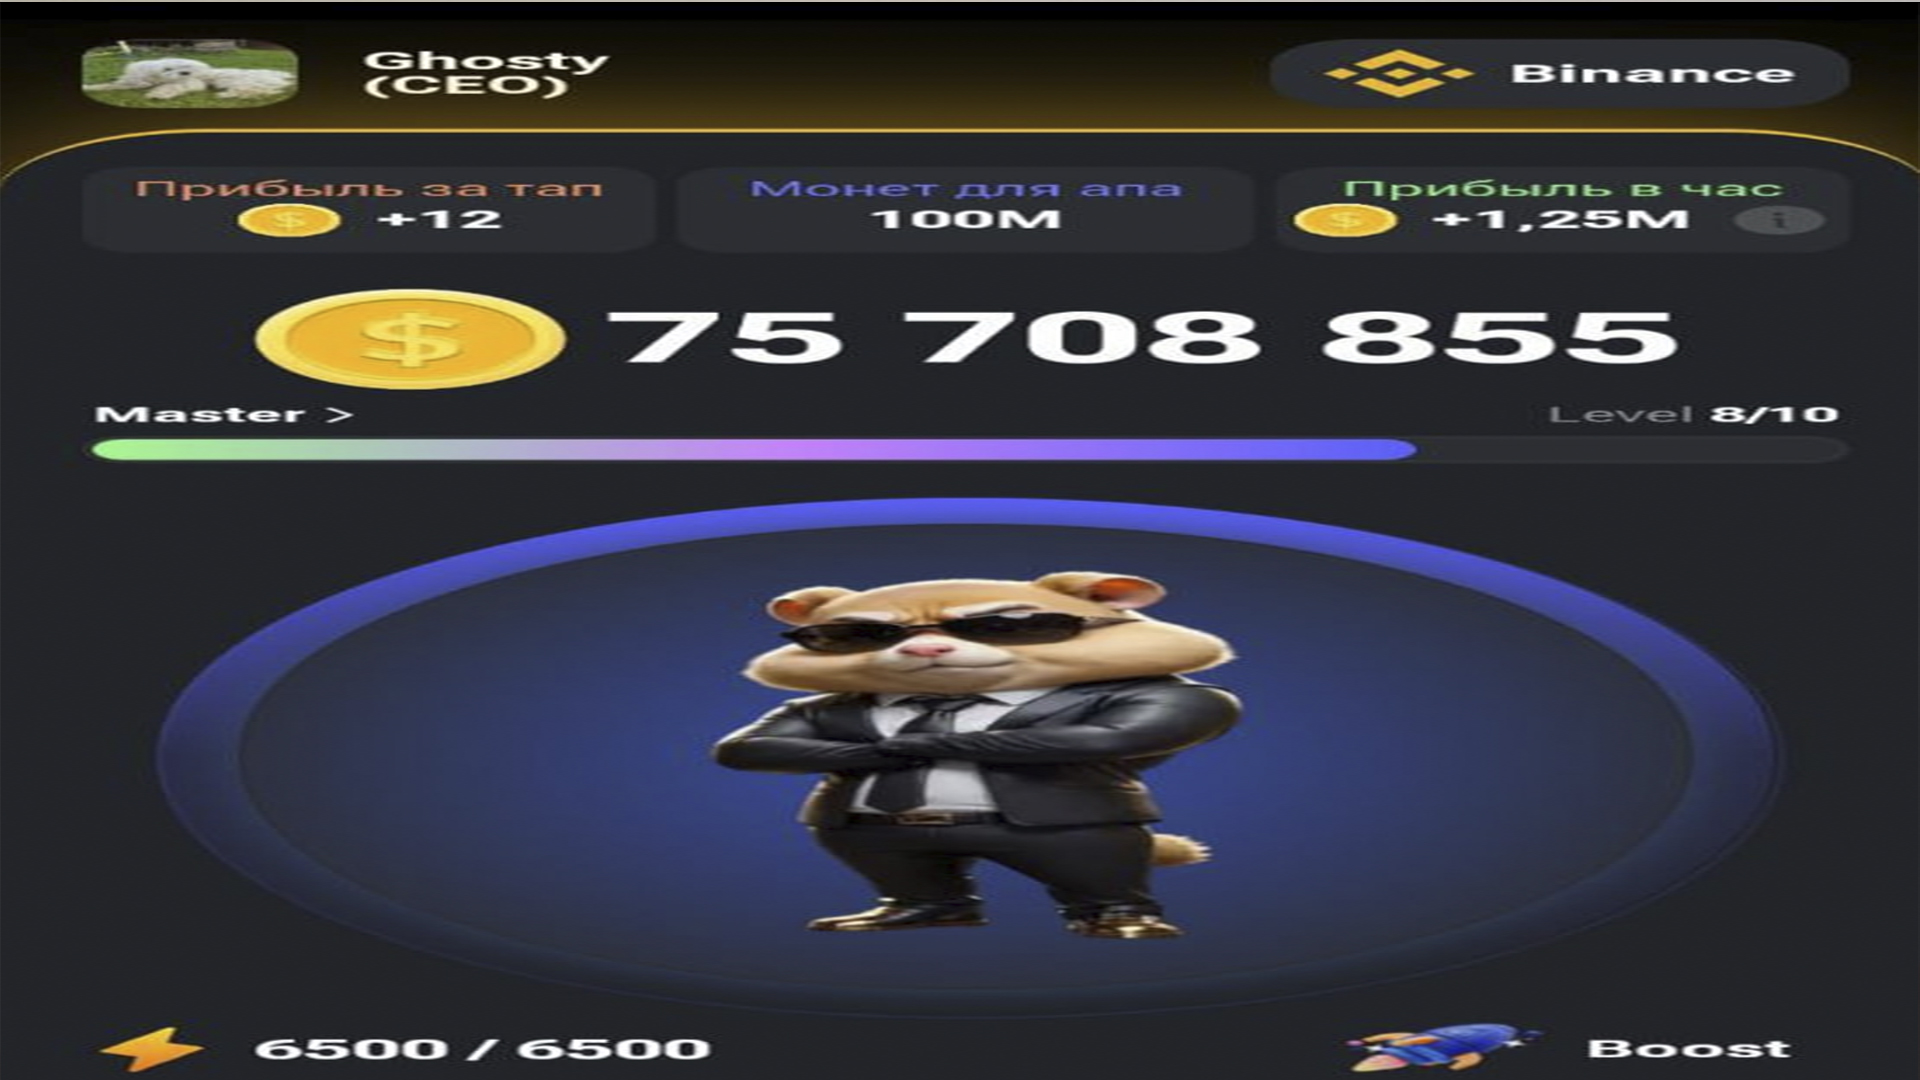 Ghosty
(CEO)
Binance
Прибыль за тап
+12
Монет для апа
100M
Прибыль в час
+1,25M
75 708 855
Master >
Level 8/10
6500 / 6500
Boost